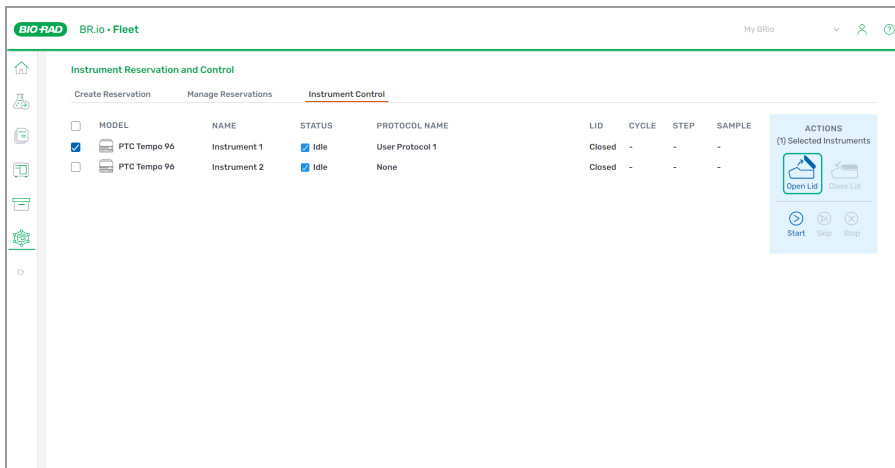 BIO-RAD BR.io • Fleet My BRio
Instrument Reservation and Control
Create Reservation Manage Reservations Instrument Control
MODEL NAME STATUS PROTOCOL NAME LID CYCLE STEP SAMPLE
PTC Tempo 96 Instrument 1 Idle User Protocol 1 Closed - - -
PTC Tempo 96 Instrument 2 Idle None Closed - - -
ACTIONS
(1) Selected Instruments
Open Lid Close Lid
Start Skip Stop